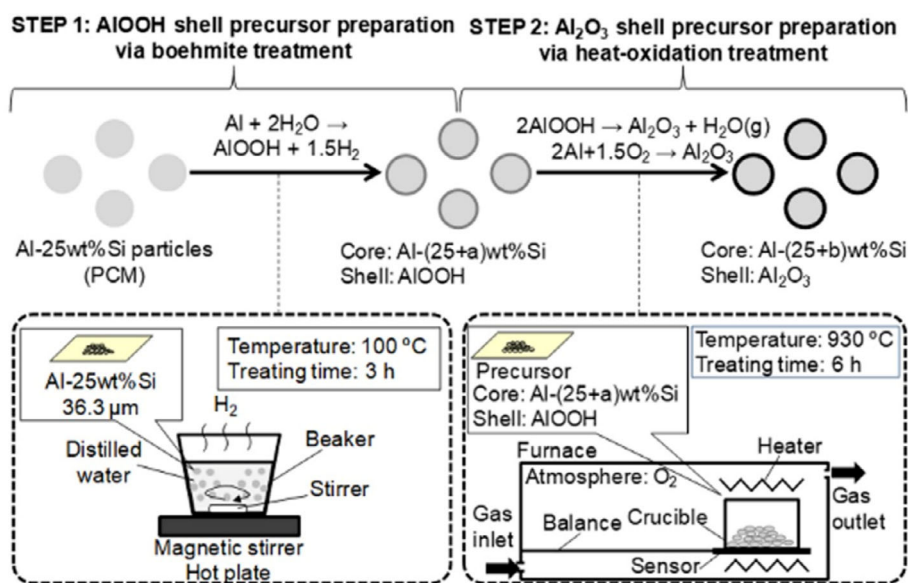 STEP 1: AlOOH shell precursor preparation
via boehmite treatment
STEP 2: Al₂O₃ shell precursor preparation
via heat-oxidation treatment
Al + 2H₂O →
AlOOH + 1.5H₂
2AlOOH → Al₂O₃ + H₂O(g)
2Al+1.5O₂ → Al₂O₃
Al-25wt%Si particles
(PCM)
Core: Al-(25+a)wt%Si
Shell: AlOOH
Core: Al-(25+b)wt%Si
Shell: Al₂O₃
Al-25wt%Si
36.3 μm
Temperature: 100 ºC
Treating time: 3 h
H₂
Distilled
water
Beaker
Stirrer
Magnetic stirrer
Hot plate
Precursor
Core: Al-(25+a)wt%Si
Shell: AlOOH
Temperature: 930 ºC
Treating time: 6 h
Furnace
Atmosphere: O₂
Heater
Gas
inlet
Balance
Crucible
Gas
outlet
Sensor